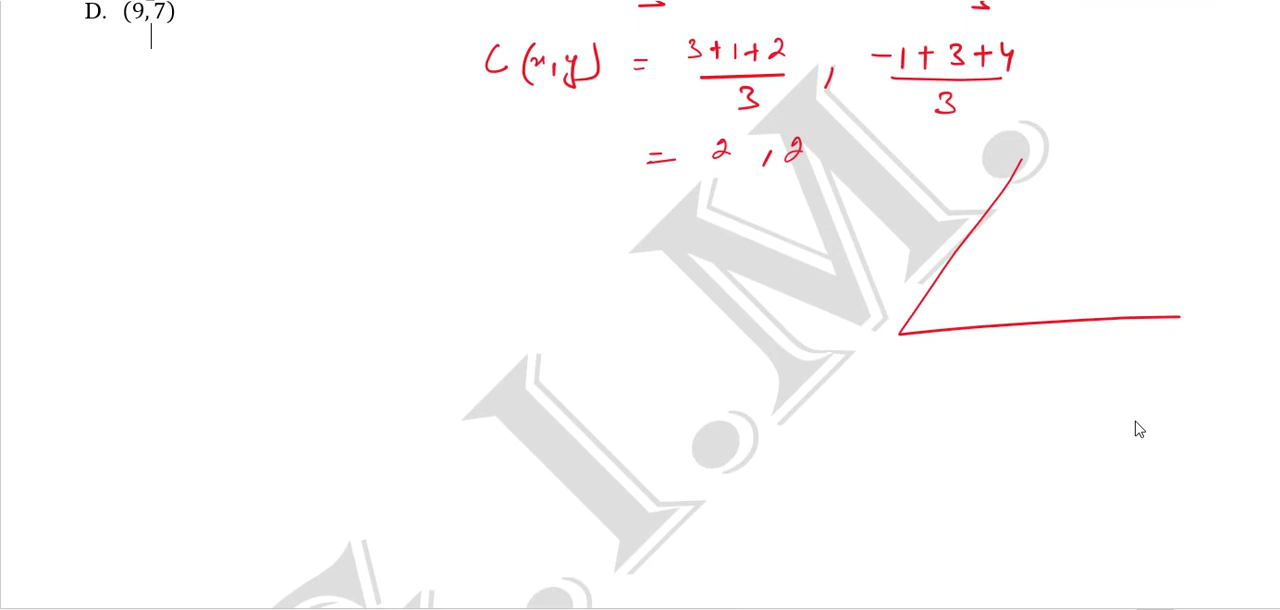 D. (9,7)
C(x,y) = 3+1+2/3 , -1+3+4/3
= 2 , 2
S.I.M.